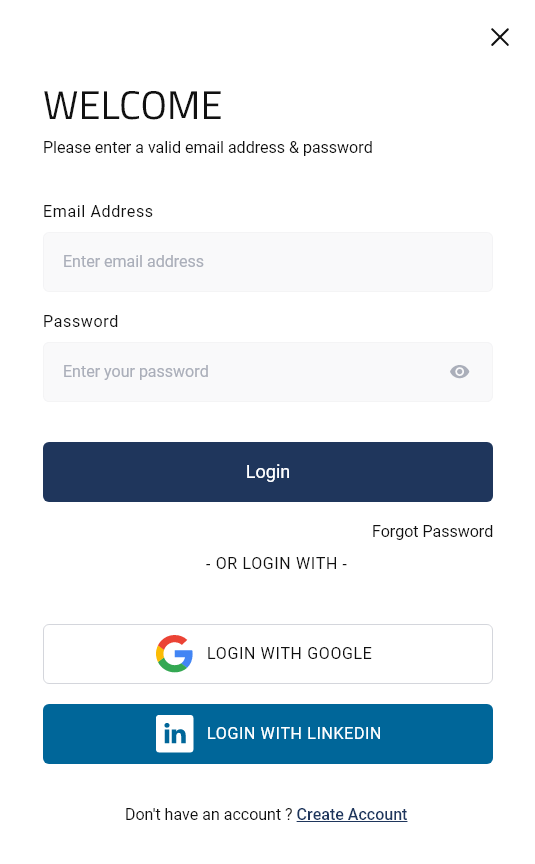 WELCOME
Please enter a valid email address & password
Email Address
Enter email address
Password
Enter your password
Login
Forgot Password
- OR LOGIN WITH -
LOGIN WITH GOOGLE
in LOGIN WITH LINKEDIN
Don't have an account ? Create Account